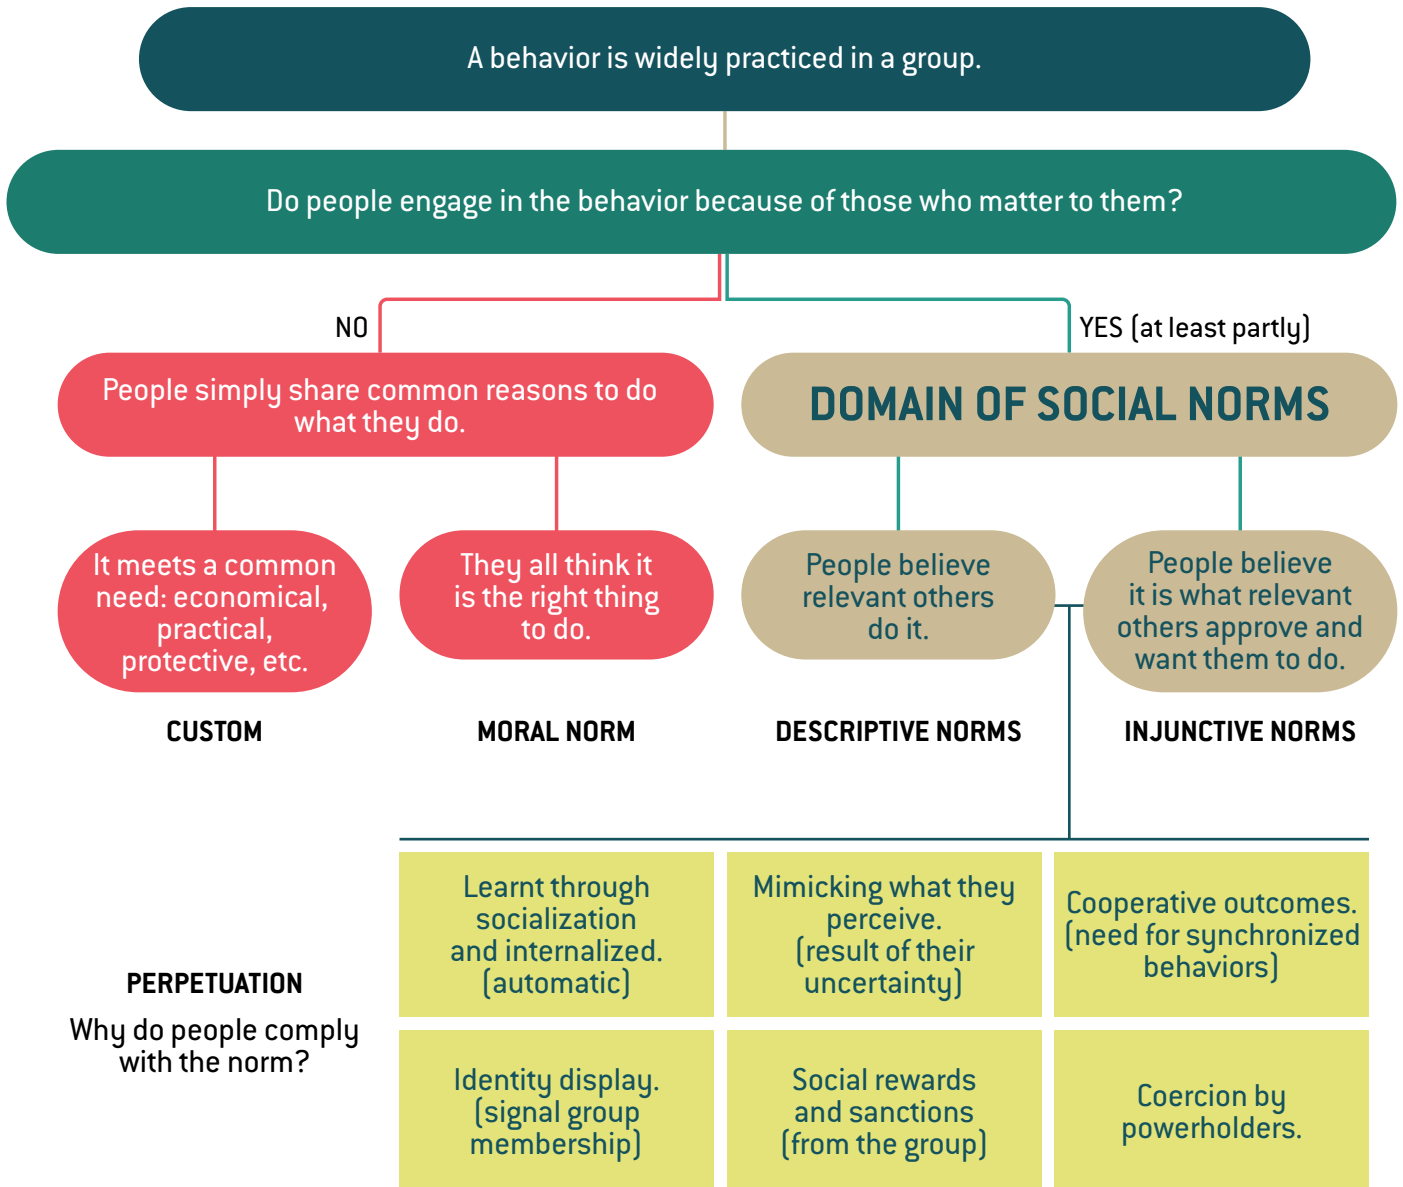 A behavior is widely practiced in a group.
Do people engage in the behavior because of those who matter to them?
NO
YES (at least partly)
People simply share common reasons to do
what they do.
DOMAIN OF SOCIAL NORMS
It meets a common
need: economical,
practical,
protective, etc.
They all think it
is the right thing
to do.
People believe
relevant others
do it.
People believe
it is what relevant
others approve and
want them to do.
CUSTOM
MORAL NORM
DESCRIPTIVE NORMS
INJUNCTIVE NORMS
PERPETUATION
Why do people comply
with the norm?
Learnt through
socialization
and internalized.
(automatic)
Mimicking what they
perceive.
(result of their
uncertainty)
Cooperative outcomes.
(need for synchronized
behaviors)
Identity display.
(signal group
membership)
Social rewards
and sanctions
(from the group)
Coercion by
powerholders.